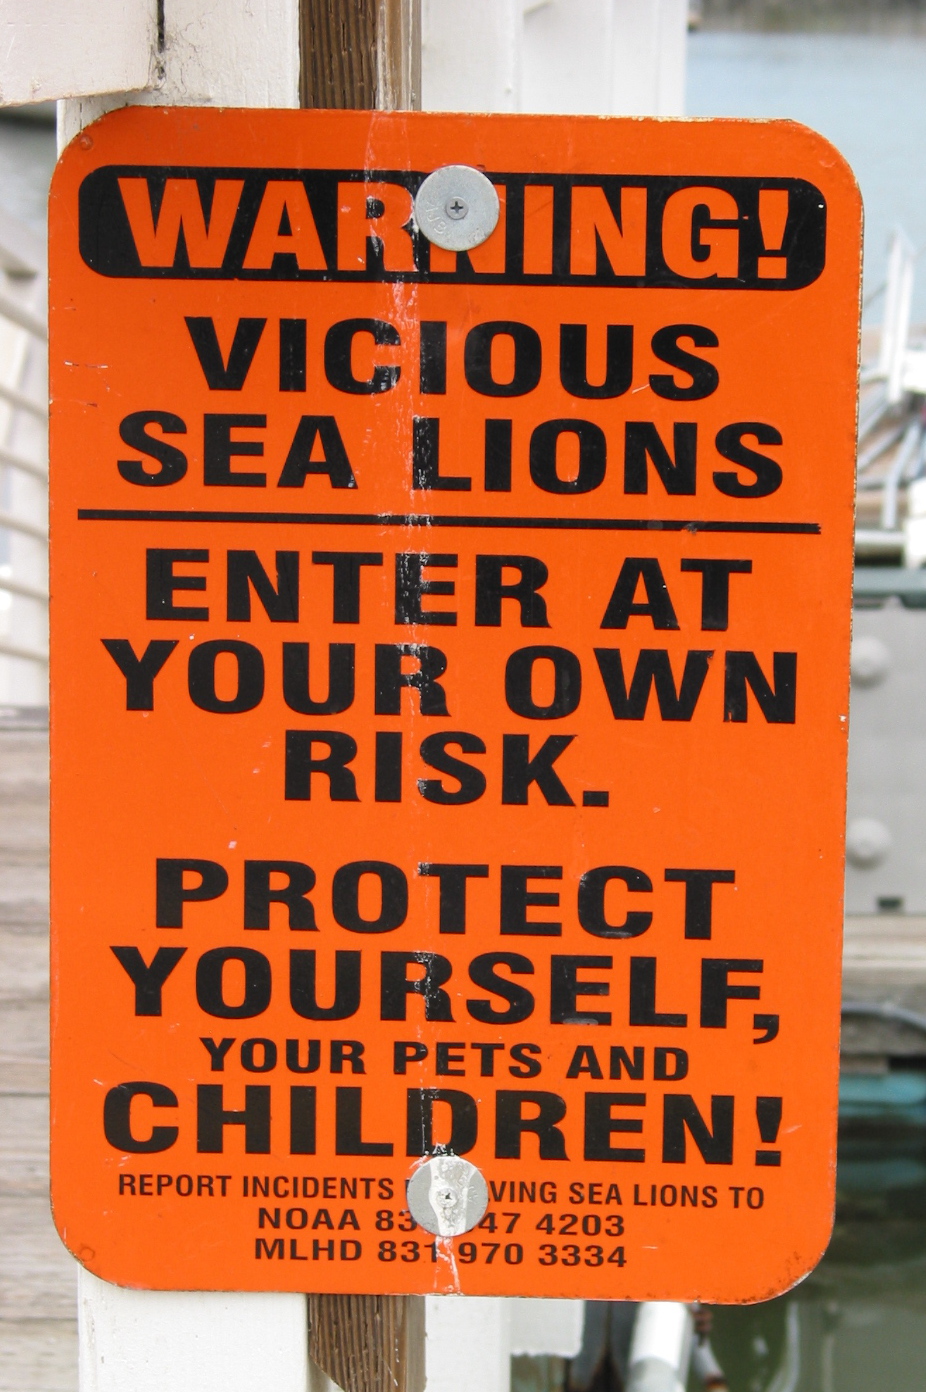 WARNING!
VICIOUS
SEA LIONS
ENTER AT
YOUR OWN
RISK.
PROTECT
YOURSELF,
YOUR PETS AND
CHILDREN!
REPORT INCIDENTS SEA LIONS TO
NOAA 4203
MLHD 831 970 3334